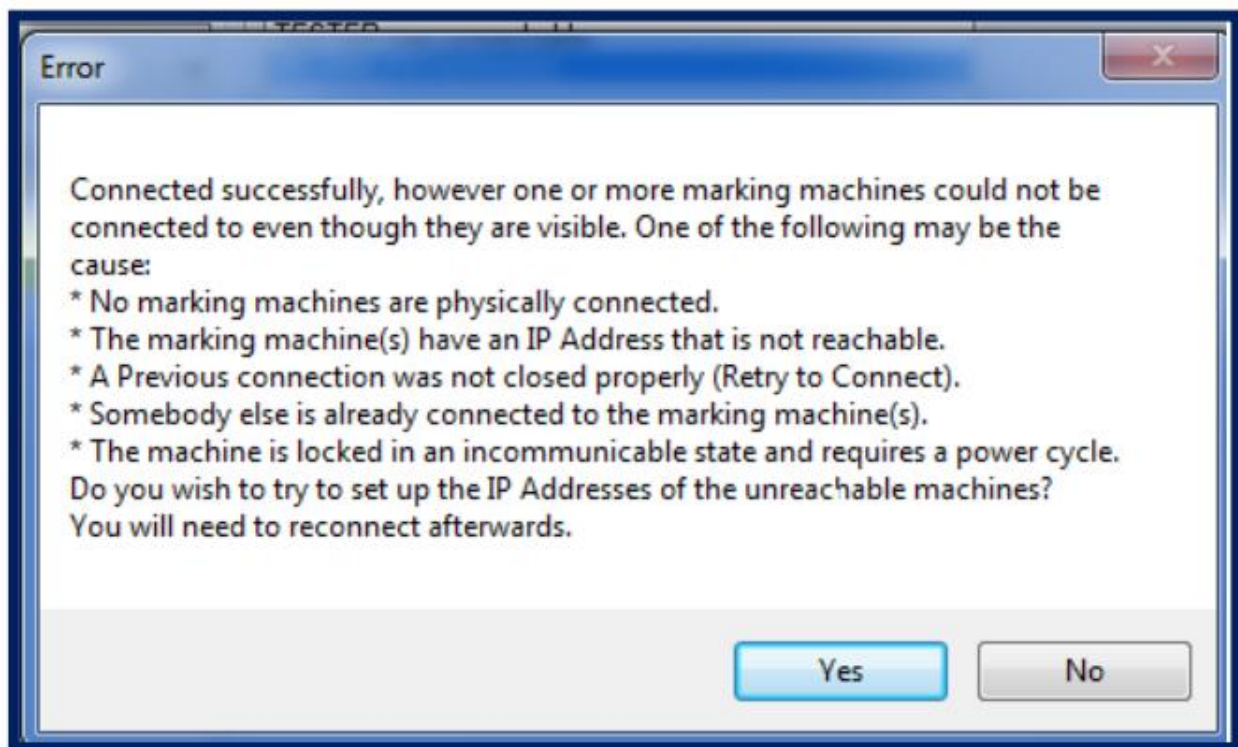 Error
Connected successfully, however one or more marking machines could not be
connected to even though they are visible. One of the following may be the
cause:
* No marking machines are physically connected.
* The marking machine(s) have an IP Address that is not reachable.
* A Previous connection was not closed properly (Retry to Connect).
* Somebody else is already connected to the marking machine(s).
* The machine is locked in an incommunicable state and requires a power cycle.
Do you wish to try to set up the IP Addresses of the unreachable machines?
You will need to reconnect afterwards.
Yes
No